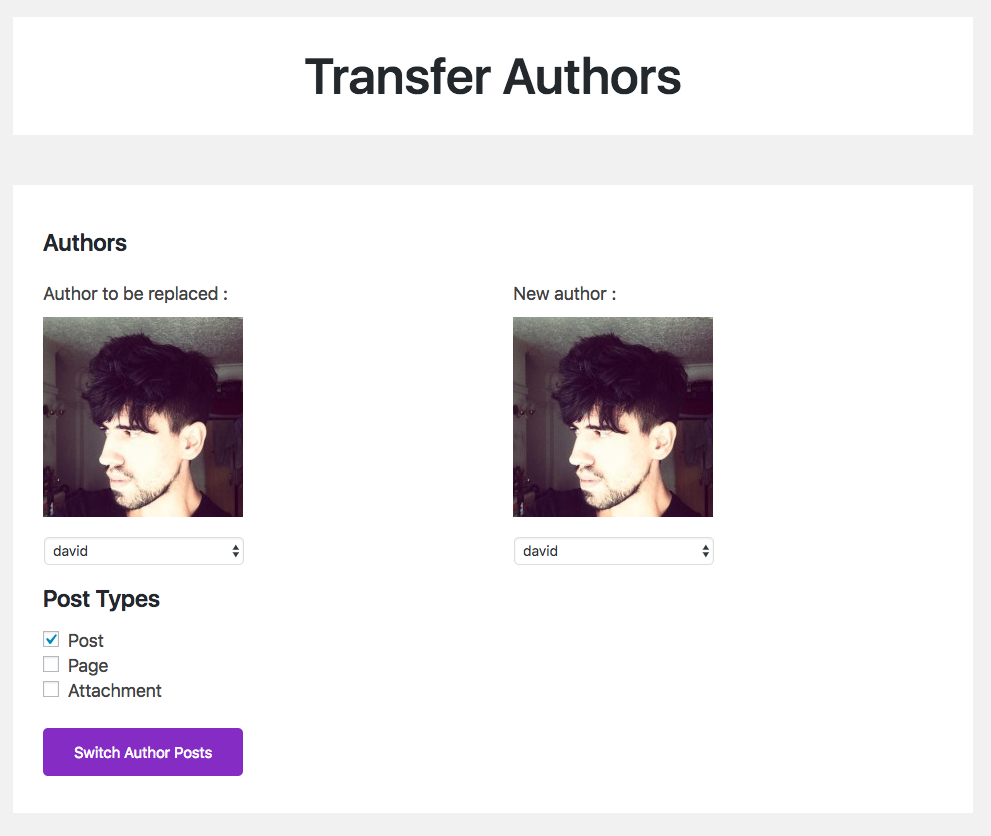 Transfer Authors
Authors
Author to be replaced :
New author :
david
david
Post Types
Post
Page
Attachment
Switch Author Posts